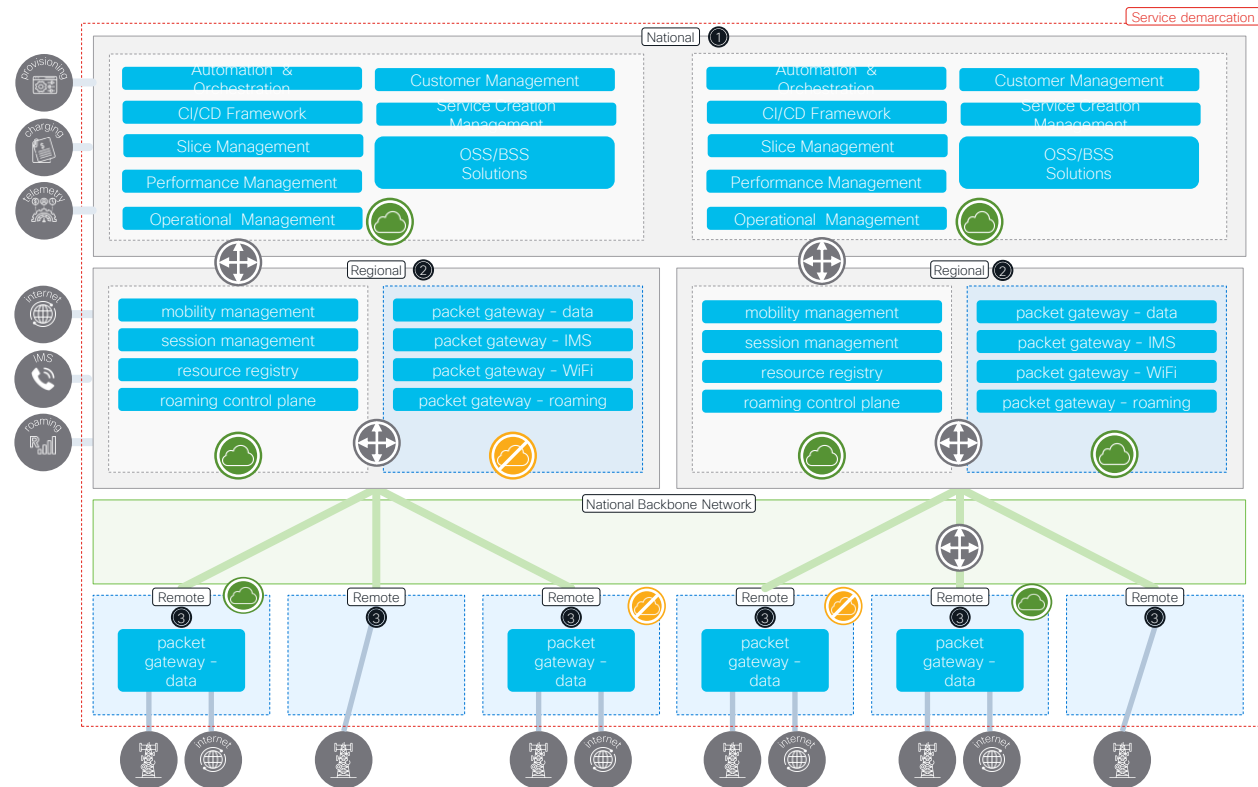 Service demarcation
National 1
provisioning
charging
telemetry
Automation & 
Orchestration
CI/CD Framework
Slice Management
Performance Management
Operational Management
Customer Management
Service Creation
Management
OSS/BSS
Solutions
Automation &
Orchestration
CI/CD Framework
Slice Management
Performance Management
Operational Management
Customer Management
Service Creation
Management
OSS/BSS
Solutions
internet
IMS
roaming
R
Regional 2
mobility management
session management
resource registry
roaming control plane
packet gateway - data
packet gateway - IMS
packet gateway - WiFi
packet gateway - roaming
Regional 2
mobility management
session management
resource registry
roaming control plane
packet gateway - data
packet gateway - IMS
packet gateway - WiFi
packet gateway - roaming
National Backbone Network
Remote
3
packet
gateway -
data
internet
Remote
3
Remote
3
packet
gateway -
data
internet
Remote
3
packet
gateway -
data
internet
Remote
3
packet
gateway -
data
internet
Remote
3